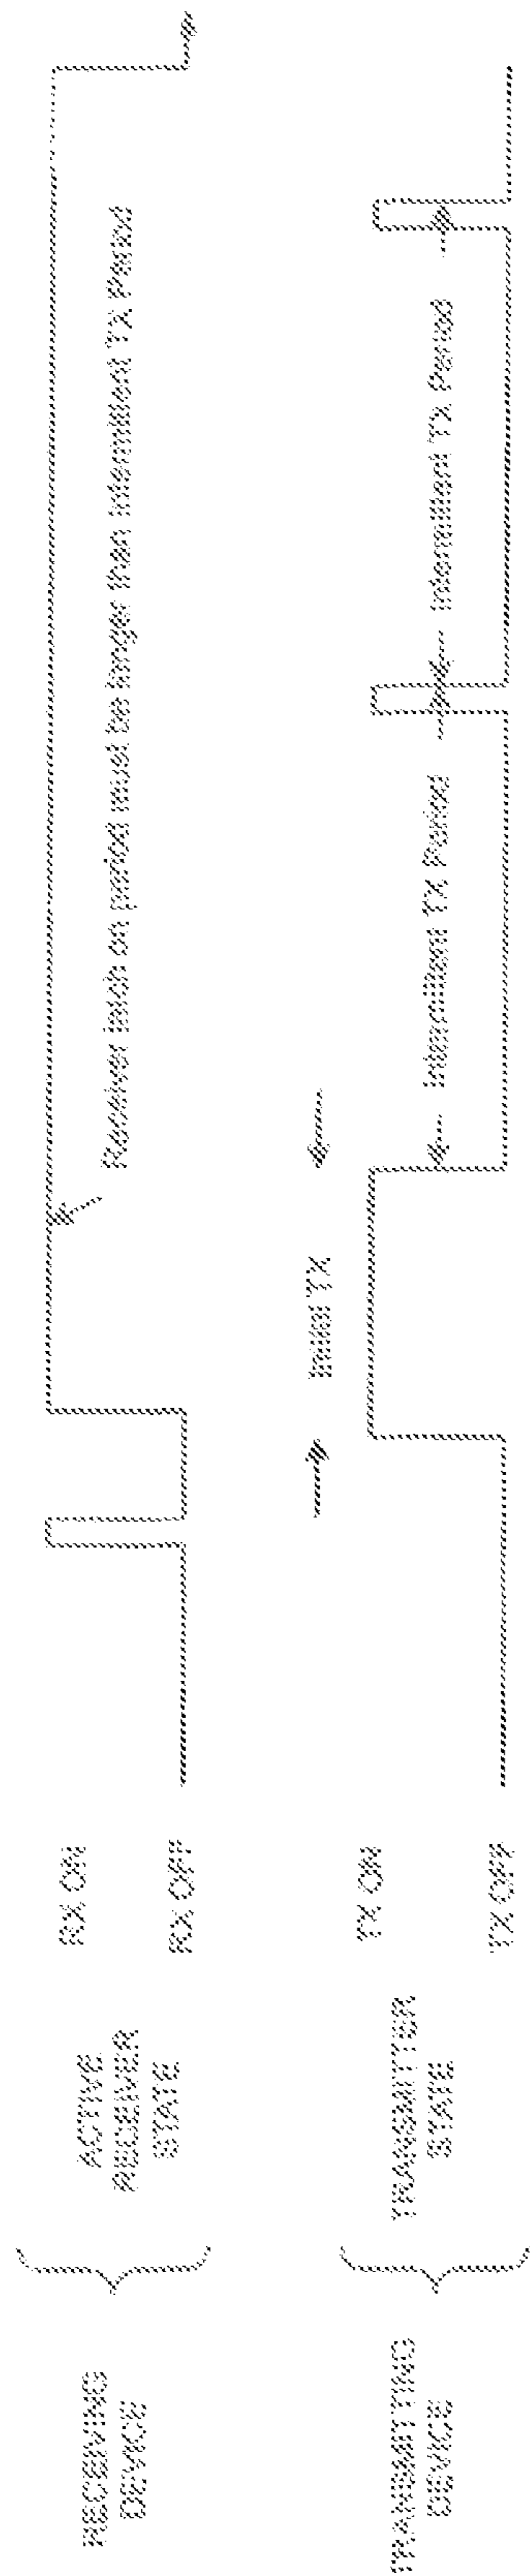 RECEIVING
DEVICE
ACTIVE
RECEIVER
STATE
RX ON
RX OFF
Receiver latch on period must be longer than Intermittent TX Period
Initial TX
TRANSMITTING
DEVICE
TRANSMITTER
STATE
TX ON
TX OFF
Intermittent TX Period
Intermittent TX Period